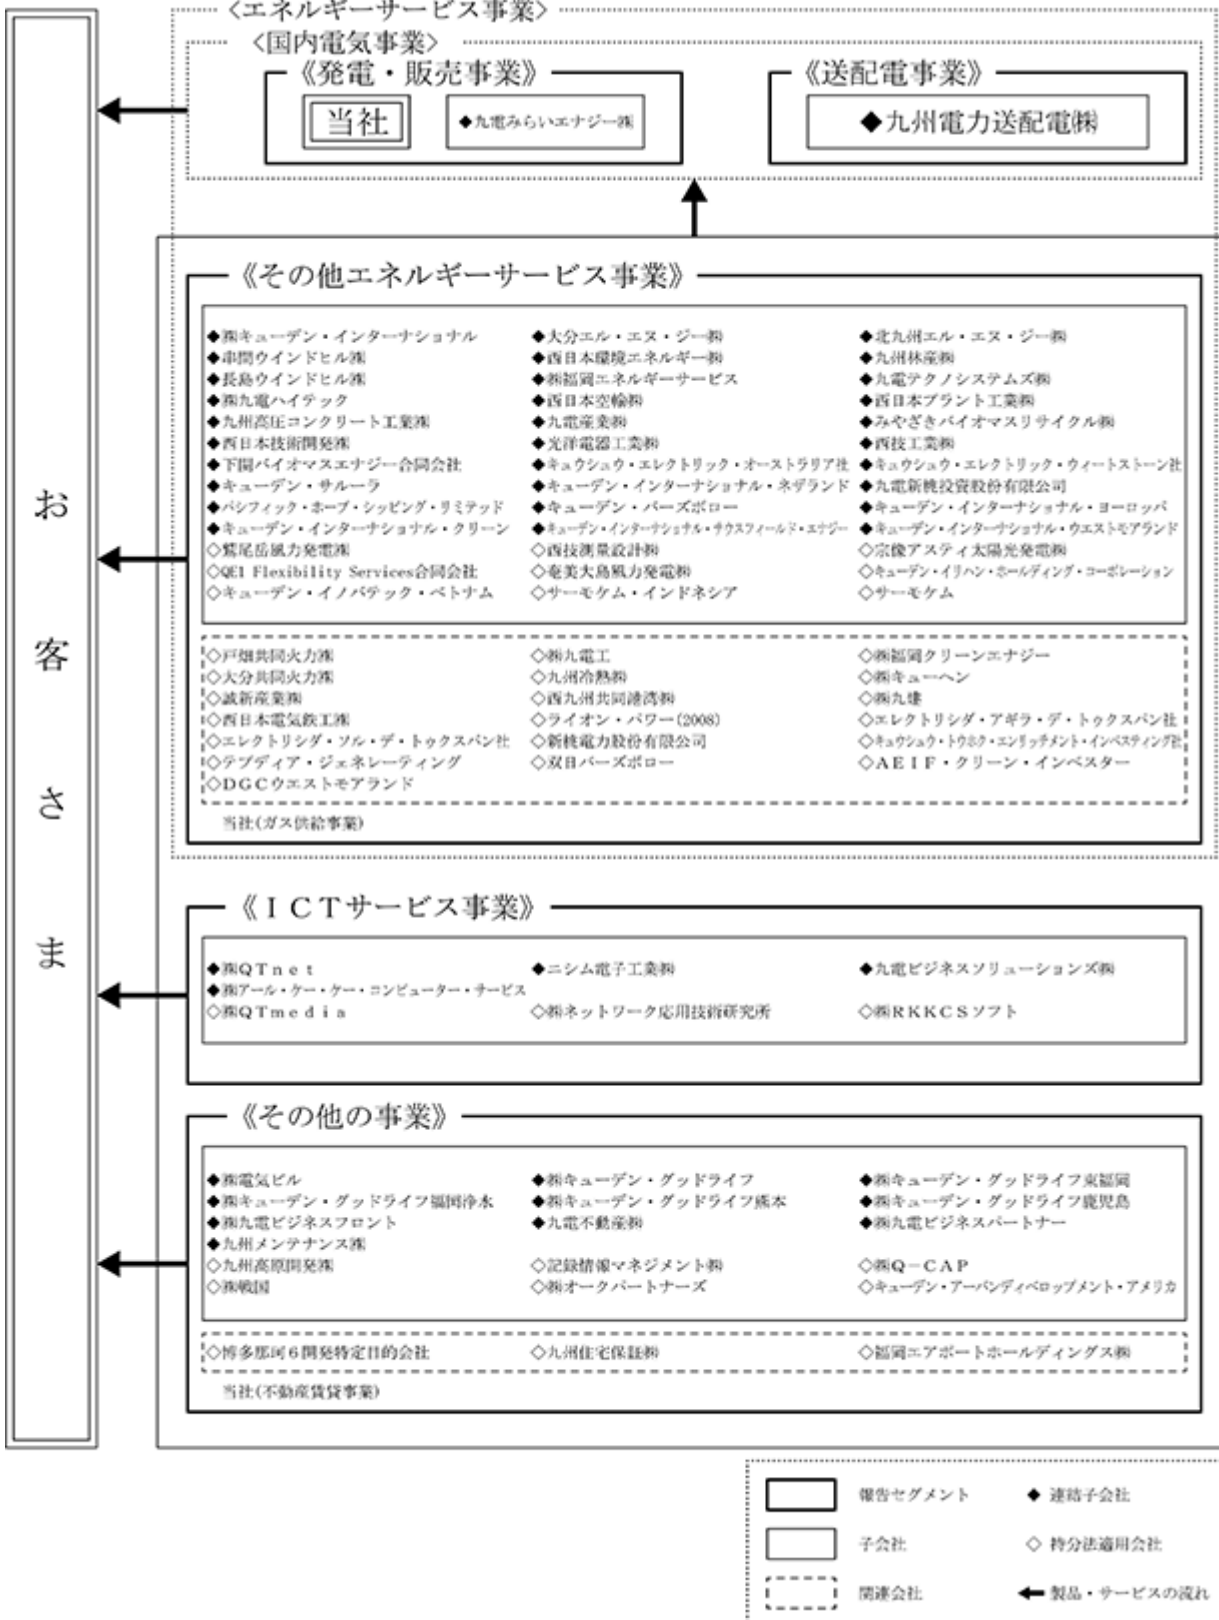 〈エネルギーサービス事業〉
〈国内電気事業〉
《発電・販売事業》
《送配電事業》
当社
◆九電みらいエナジー㈱
◆九州電力送配電㈱
お客さま
《その他エネルギーサービス事業》
◆㈱キューデン・インターナショナル ◆大分エル・エヌ・ジー㈱ ◆北九州エル・エヌ・ジー㈱
◆串間ウインドヒル㈱ ◆西日本環境エネルギー㈱ ◆九州林産㈱
◆長島ウインドヒル㈱ ◆㈱福岡エネルギーサービス ◆九電テクノシステムズ㈱
◆㈱九電ハイテック ◆西日本空輸㈱ ◆西日本プラント工業㈱
◆九州高圧コンクリート工業㈱ ◆九電産業㈱ ◆みやざきバイオマスリサイクル㈱
◆西日本技術開発㈱ ◆光洋電器工業㈱ ◆西技工業㈱
◆下関バイオマスエナジー合同会社 ◆キュウシュウ・エレクトリック・オーストラリア社 ◆キュウシュウ・エレクトリック・ウィートストーン社
◆キューデン・サルーラ ◆キューデン・インターナショナル・ネザランド ◆九電新桃投資股份有限公司
◆パシフィック・ホープ・シッピング・リミテッド ◆キューデン・バーズボロー ◆キューデン・インターナショナル・ヨーロッパ
◆キューデン・インターナショナル・クリーン ◆キューデン・インターナショナル・サウスフィールド・エナジー ◆キューデン・インターナショナル・ウエストモアランド
◇鷲尾岳風力発電㈱ ◇西技測量設計㈱ ◇宗像アスティ太陽光発電㈱
◇QE1 Flexibility Services合同会社 ◇奄美大島風力発電㈱ ◇キューデン・イリハン・ホールディング・コーポレーション
◇キューデン・イノバテック・ベトナム ◇サーモケム・インドネシア ◇サーモケム
◇戸畑共同火力㈱ ◇㈱九電工 ◇㈱福岡クリーンエナジー
◇大分共同火力㈱ ◇九州冷熱㈱ ◇㈱キューヘン
◇誠新産業㈱ ◇西九州共同港湾㈱ ◇㈱九建
◇西日本電気鉄工㈱ ◇ライオン・パワー(2008) ◇エレクトリシダ・アギラ・デ・トゥクスパン社
◇エレクトリシダ・ソル・デ・トゥクスパン社 ◇新桃電力股份有限公司 ◇キュウシュウ・トウホク・エンリッチメント・インベスティング社
◇テプディア・ジェネレーティング ◇双日バーズボロー ◇ＡＥＩＦ・クリーン・インベスター
◇ＤＧＣウエストモアランド
当社(ガス供給事業)
《ＩＣＴサービス事業》
◆㈱ＱＴｎｅｔ ◆ニシム電子工業㈱ ◆九電ビジネスソリューションズ㈱
◆㈱アール・ケー・ケー・コンピューター・サービス
◇㈱ＱＴｍｅｄｉａ ◇㈱ネットワーク応用技術研究所 ◇㈱ＲＫＫＣＳソフト
《その他の事業》
◆㈱電気ビル ◆㈱キューデン・グッドライフ ◆㈱キューデン・グッドライフ東福岡
◆㈱キューデン・グッドライフ福岡浄水 ◆㈱キューデン・グッドライフ熊本 ◆㈱キューデン・グッドライフ鹿児島
◆㈱九電ビジネスフロント ◆九電不動産㈱ ◆㈱九電ビジネスパートナー
◆九州メンテナンス㈱
◇九州高原開発㈱ ◇記録情報マネジメント㈱ ◇㈱Ｑ－ＣＡＰ
◇㈱戦国 ◇㈱オークパートナーズ ◇キューデン・アーバンディベロップメント・アメリカ
◇博多那珂６開発特定目的会社 ◇九州住宅保証㈱ ◇福岡エアポートホールディングス㈱
当社(不動産賃貸事業)
報告セグメント ◆ 連結子会社
子会社 ◇ 持分法適用会社
関連会社 製品・サービスの流れ